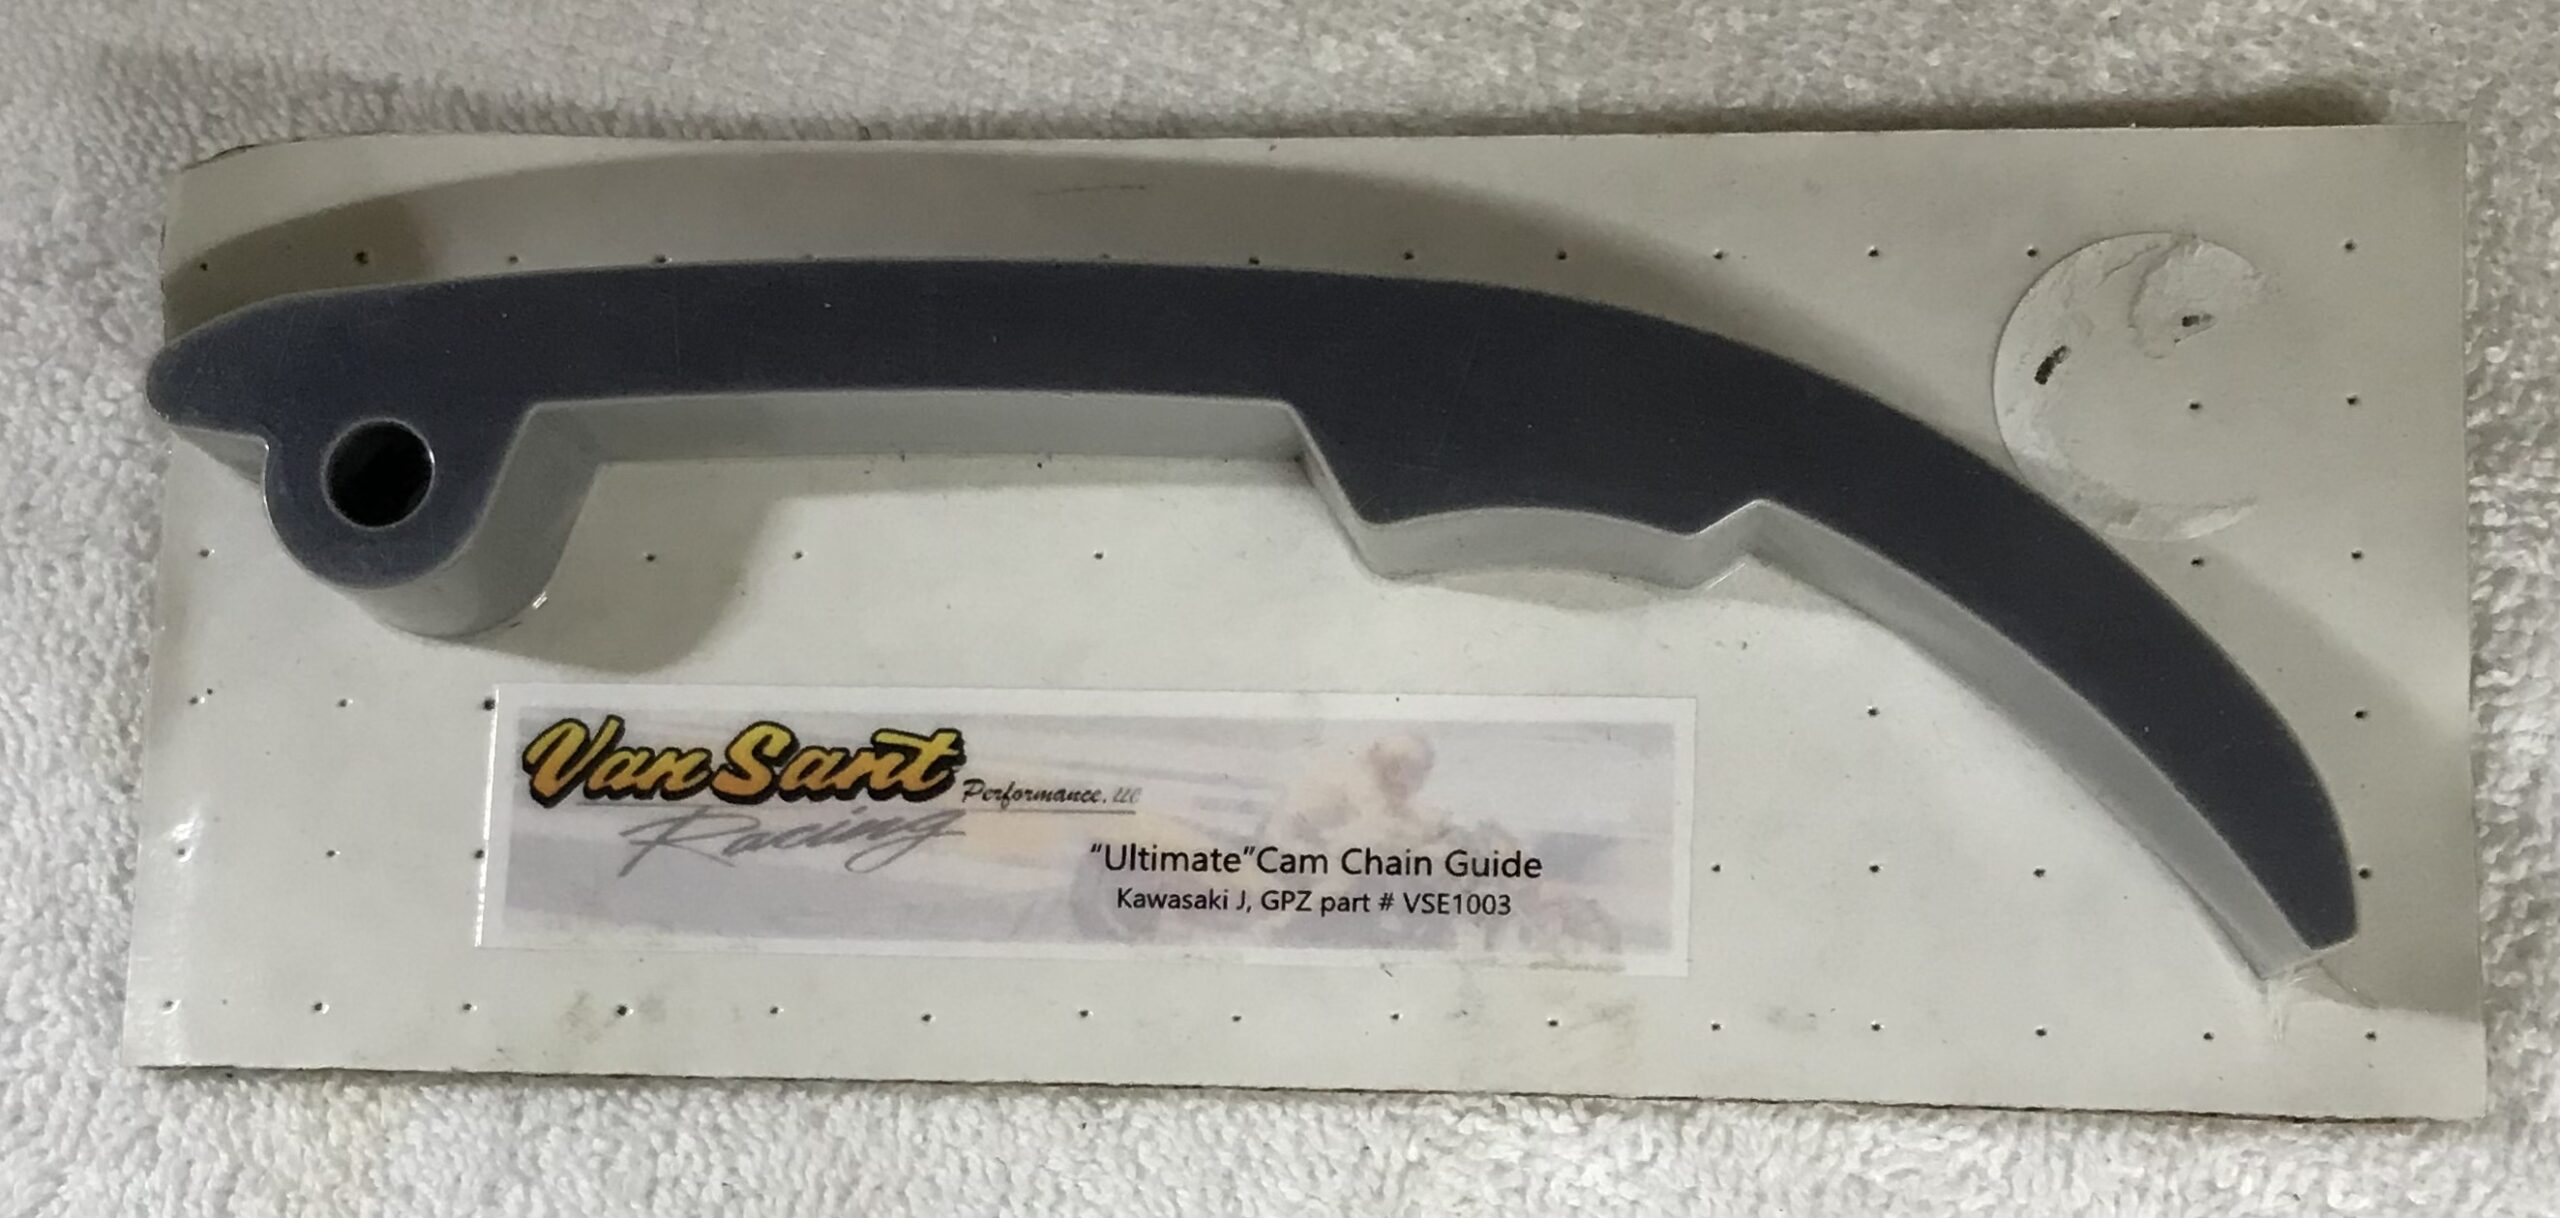 Van Sant
Performance, LLC
Racing
"Ultimate"Cam Chain Guide
Kawasaki J, GPZ part # VSE1003